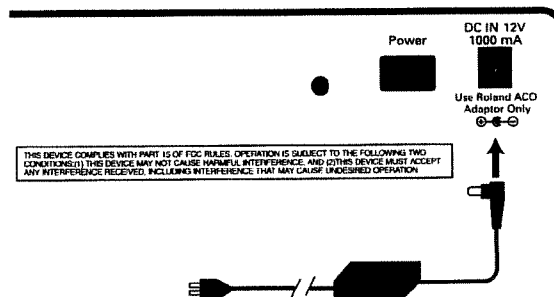 DC IN 12V
Power 1000 mA
Use Roland ACO
Adaptor Only
THIS DEVICE COMPLIES WITH PART 15 OF FCC RULES. OPERATION IS SUBJECT TO THE FOLLOWING TWO
CONDITIONS:(1) THIS DEVICE MAY NOT CAUSE HARMFUL INTERFERENCE, AND (2)THIS DEVICE MUST ACCEPT
ANY INTERFERENCE RECEIVED, INCLUDING INTERFERENCE THAT MAY CAUSE UNDESIRED OPERATION